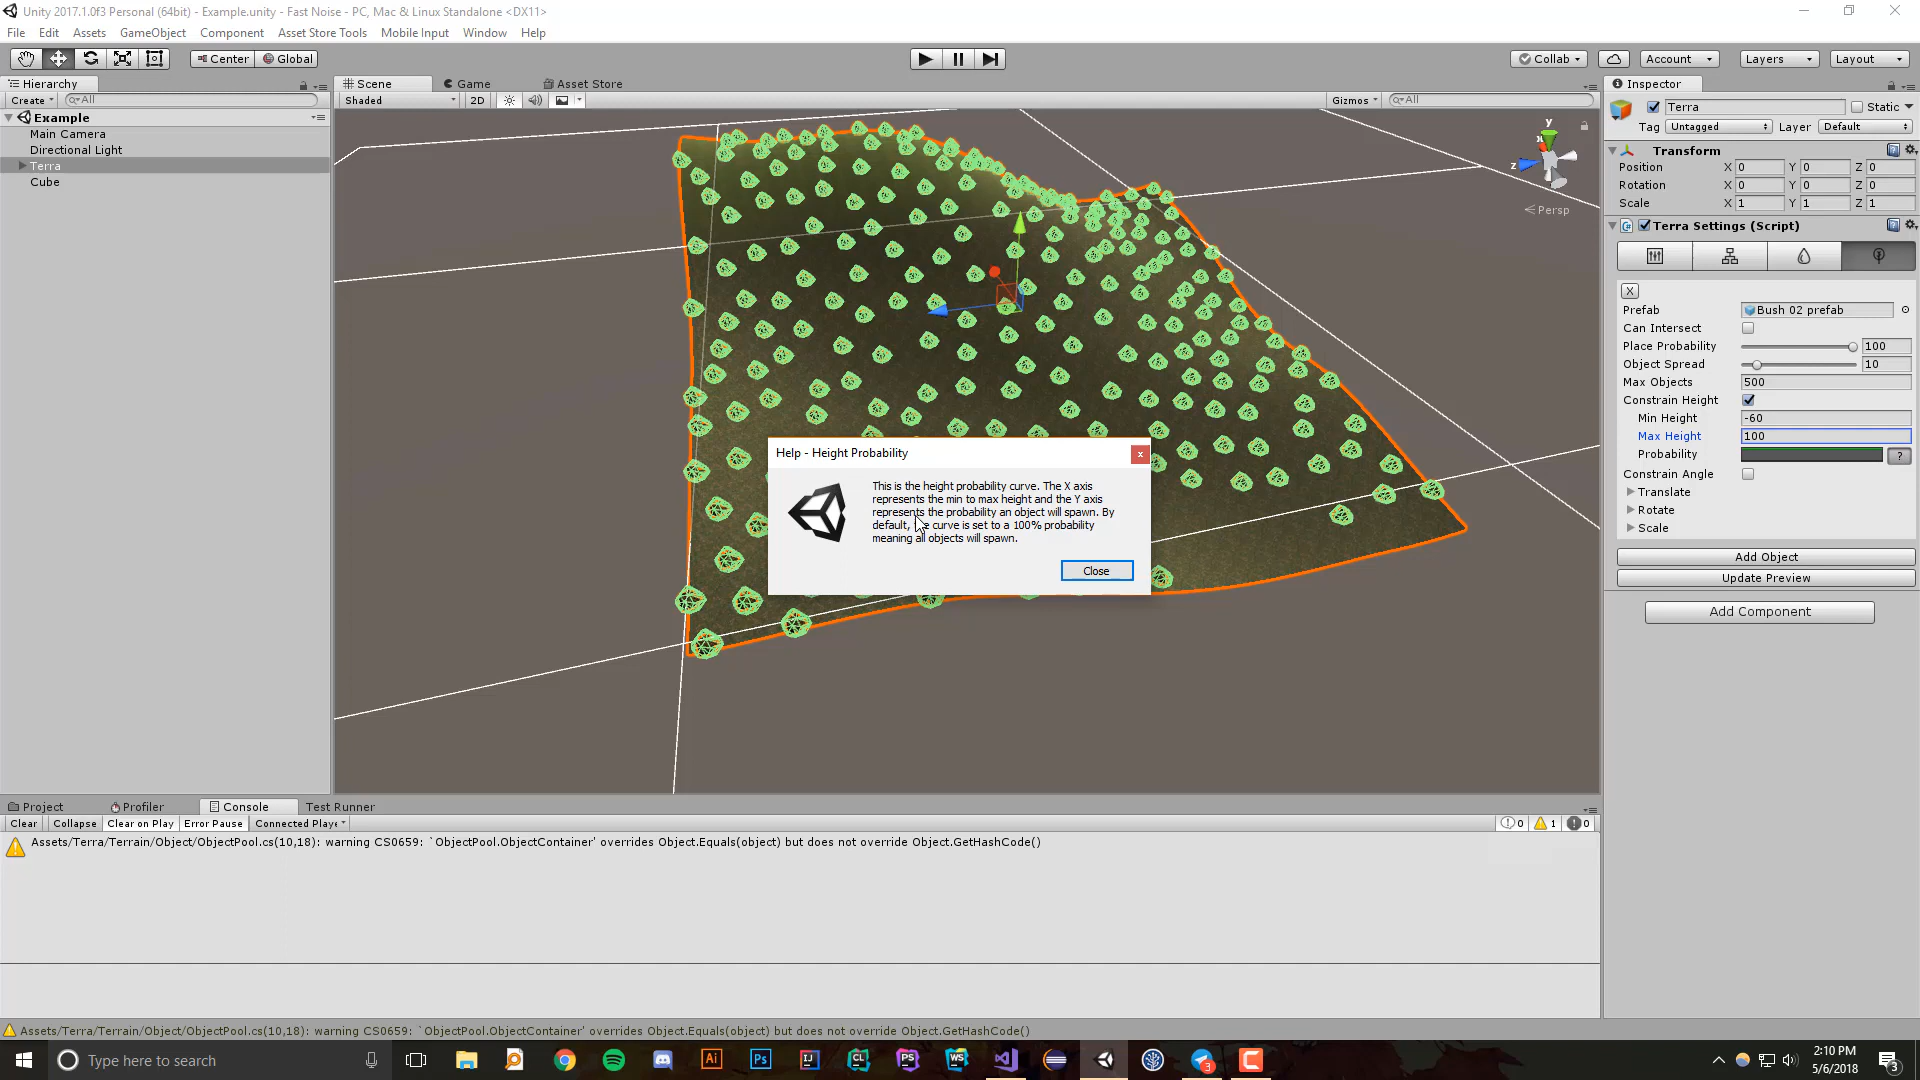 Unity 2017.1.0f3 Personal (64bit) - Example.unity - Fast Noise - PC, Mac & Linux Standalone <DX11>
File Edit Assets GameObject Component Asset Store Tools Mobile Input Window Help
Center Global Collab Account Layers Layout
Hierarchy
Create All
Example
Main Camera
Directional Light
Terra
Cube
Scene Game Asset Store
Shaded 2D Gizmos All
y
x
z
Persp
Help - Height Probability
x
This is the height probability curve. The X axis
represents the min to max height and the Y axis
represents the probability an object will spawn. By
default, curve is set to a 100% probability
meaning all objects will spawn.
Close
Inspector
Terra Static
Tag Untagged Layer Default
Transform
Position X 0 Y 0 Z 0
Rotation X 0 Y 0 Z 0
Scale X 1 Y 1 Z 1
Terra Settings (Script)
X
Prefab Bush 02 prefab
Can Intersect
Place Probability 100
Object Spread 10
Max Objects 500
Constrain Height
Min Height -60
Max Height 100
Probability ?
Constrain Angle
Translate
Rotate
Scale
Add Object
Update Preview
Add Component
Project Profiler Console Test Runner
Clear Collapse Clear on Play Error Pause Connected Playe 0 1 0
Assets/Terra/Terrain/Object/ObjectPool.cs(10,18): warning CS0659: `ObjectPool.ObjectContainer' overrides Object.Equals(object) but does not override Object.GetHashCode()
Assets/Terra/Terrain/Object/ObjectPool.cs(10,18): warning CS0659: `ObjectPool.ObjectContainer' overrides Object.Equals(object) but does not override Object.GetHashCode()
Type here to search
Ai Ps IJ CL PS WS 3
2:10 PM
5/6/2018
3